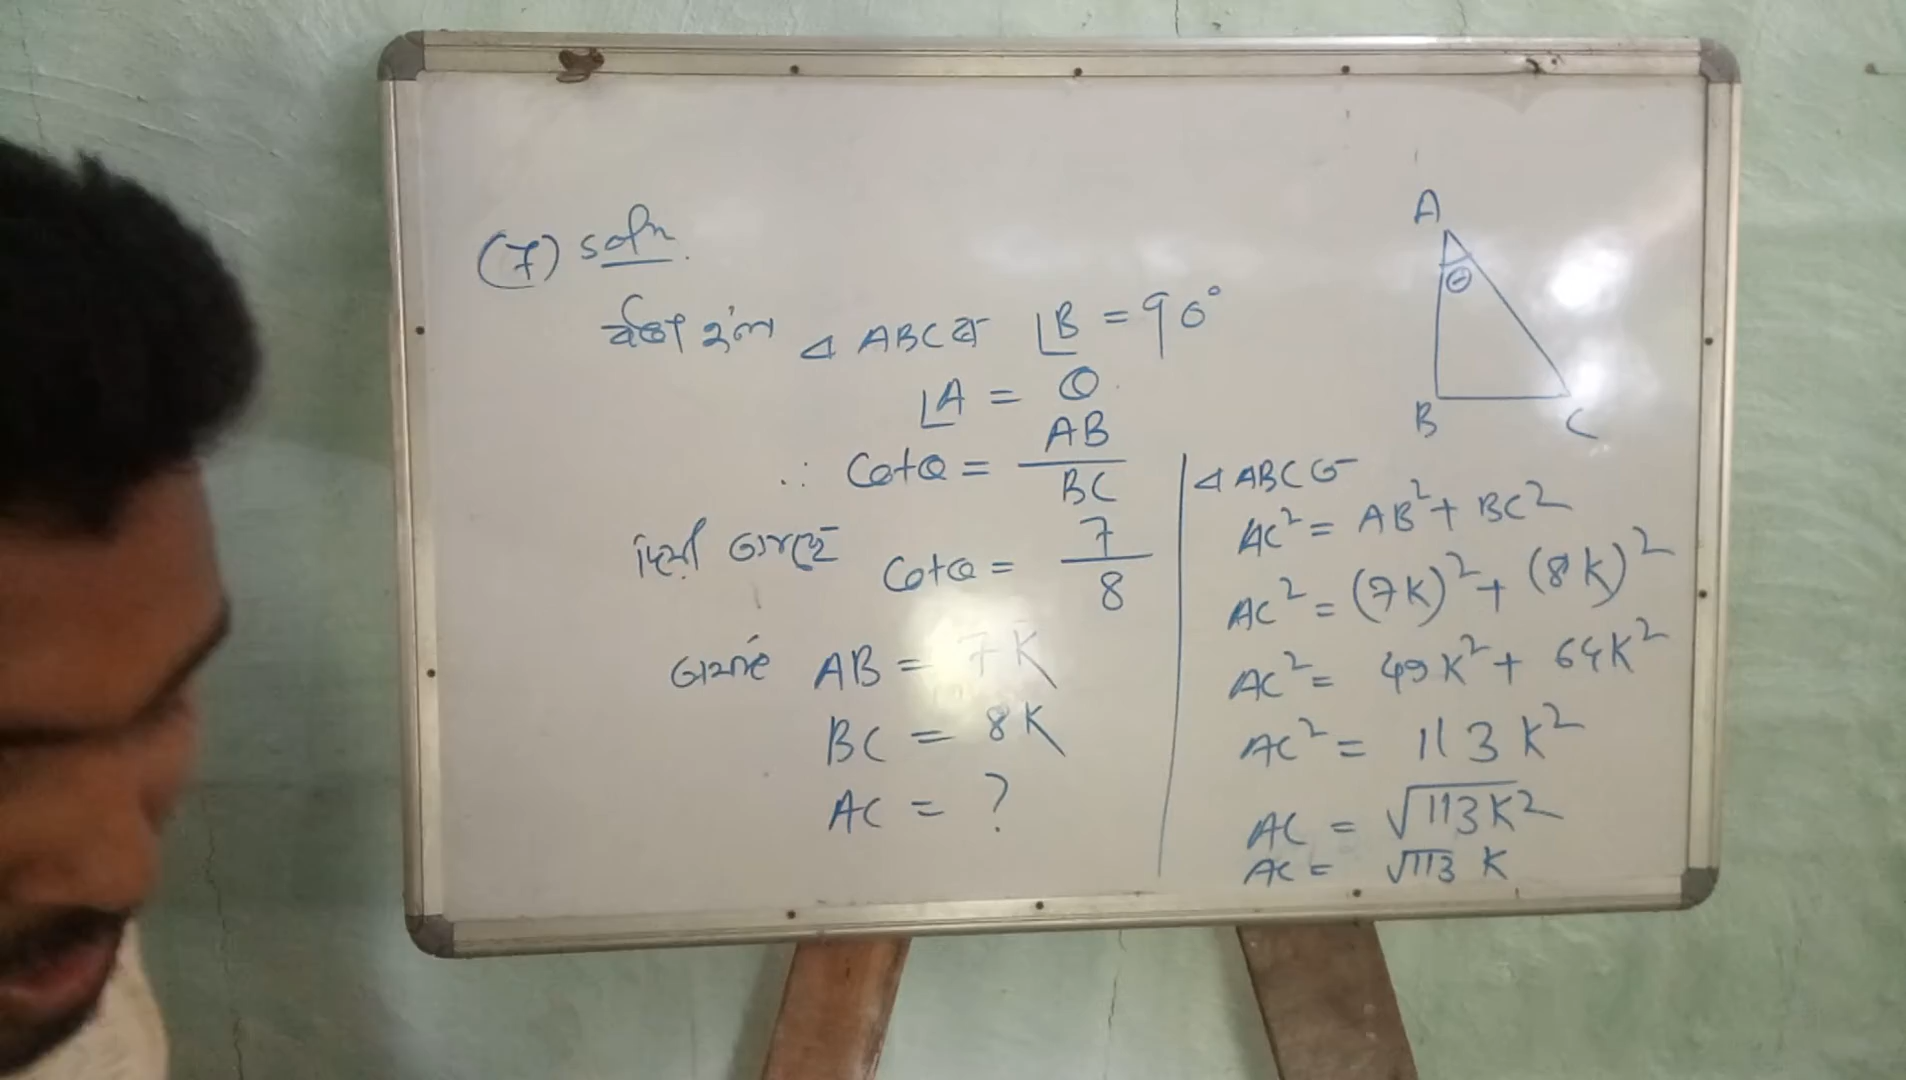 (7) soln.
ধৰা হ'ল ⊿ ABC ৰ ∠B = 90°
∠A = θ
∴ Cotθ = AB/BC
দিয়া আছে Cotθ = 7/8
AB = 7K
BC = 8K
AC = ?
⊿ ABC ত
AC² = AB² + BC²
AC² = (7K)² + (8K)²
AC² = 49K² + 64K²
AC² = 113 K²
AC = √113K²
AC = √113 K
A
θ
B C